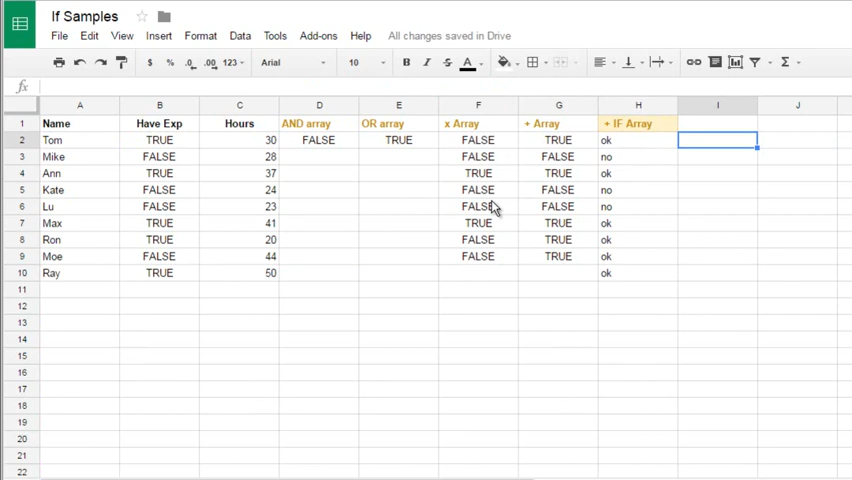 If Samples
File Edit View Insert Format Data Tools Add-ons Help All changes saved in Drive
$ % .0 .00 123 Arial 10 B I S A Σ
fx
A B C D E F G H I J
1 Name Have Exp Hours AND array OR array x Array + Array + IF Array
2 Tom TRUE 30 FALSE TRUE FALSE TRUE ok
3 Mike FALSE 28 FALSE FALSE no
4 Ann TRUE 37 TRUE TRUE ok
5 Kate FALSE 24 FALSE FALSE no
6 Lu FALSE 23 FALSE FALSE no
7 Max TRUE 41 TRUE TRUE ok
8 Ron TRUE 20 FALSE TRUE ok
9 Moe FALSE 44 FALSE TRUE ok
10 Ray TRUE 50 ok
11
12
13
14
15
16
17
18
19
20
21
22